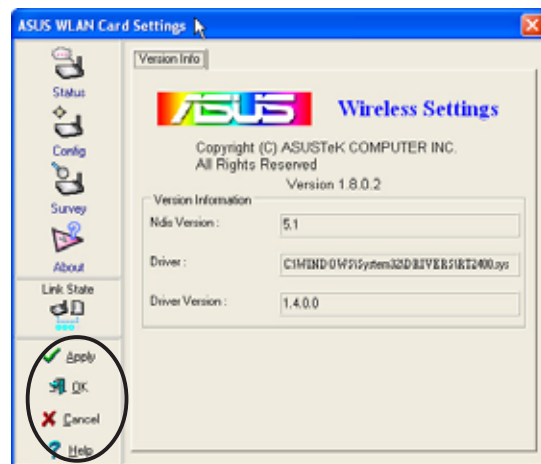 ASUS WLAN Card Settings
Status
Config
Survey
About
Link State
Apply
OK
Cancel
Help
Version Info
ASUS
Wireless Settings
Copyright (C) ASUSTeK COMPUTER INC.
All Rights Reserved
Version 1.8.0.2
Version Information
Ndis Version :
5.1
Driver :
C:\WINDOWS\System32\DRIVERS\RT2400.sys
Driver Version :
1.4.0.0